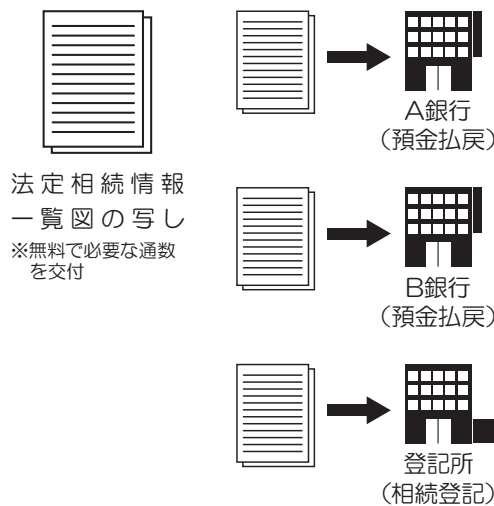 法定相続情報
一覧図の写し
※無料で必要な通数
を交付
A銀行
（預金払戻）
B銀行
（預金払戻）
登記所
（相続登記）